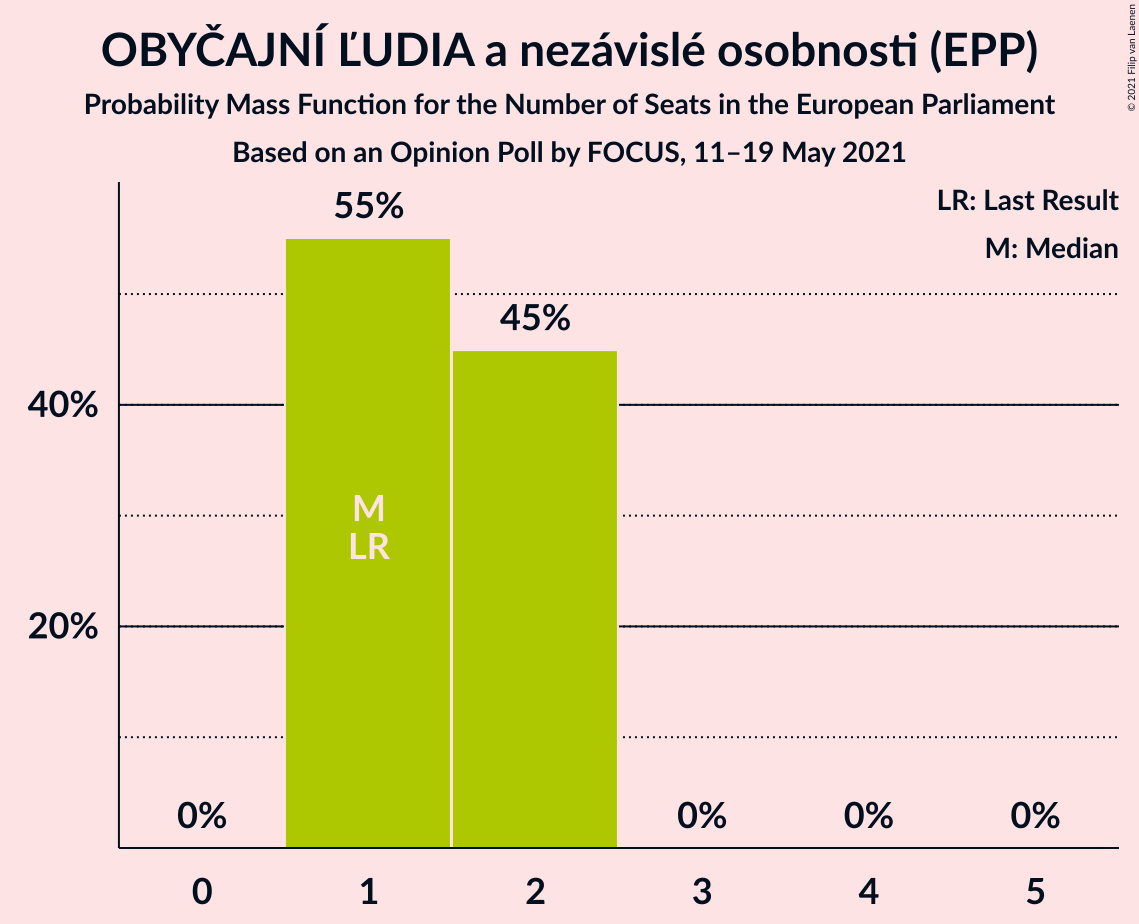 OBYČAJNÍ ĽUDIA a nezávislé osobnosti (EPP)
Probability Mass Function for the Number of Seats in the European Parliament
Based on an Opinion Poll by FOCUS, 11–19 May 2021
© 2021 Filip van Laenen
LR: Last Result
M: Median
55%
45%
40%
M
LR
20%
0%
0%
0%
0%
0
1
2
3
4
5